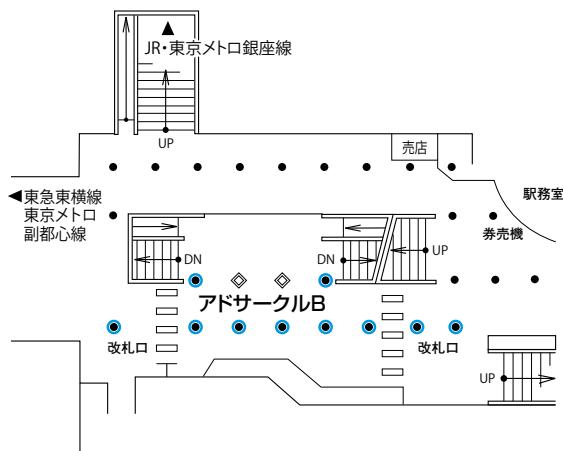 ▲
JR・東京メトロ銀座線
UP
売店
駅務室
◀東急東横線
東京メトロ
副都心線
券売機
UP
DN
DN
アドサークルB
改札口
改札口
UP